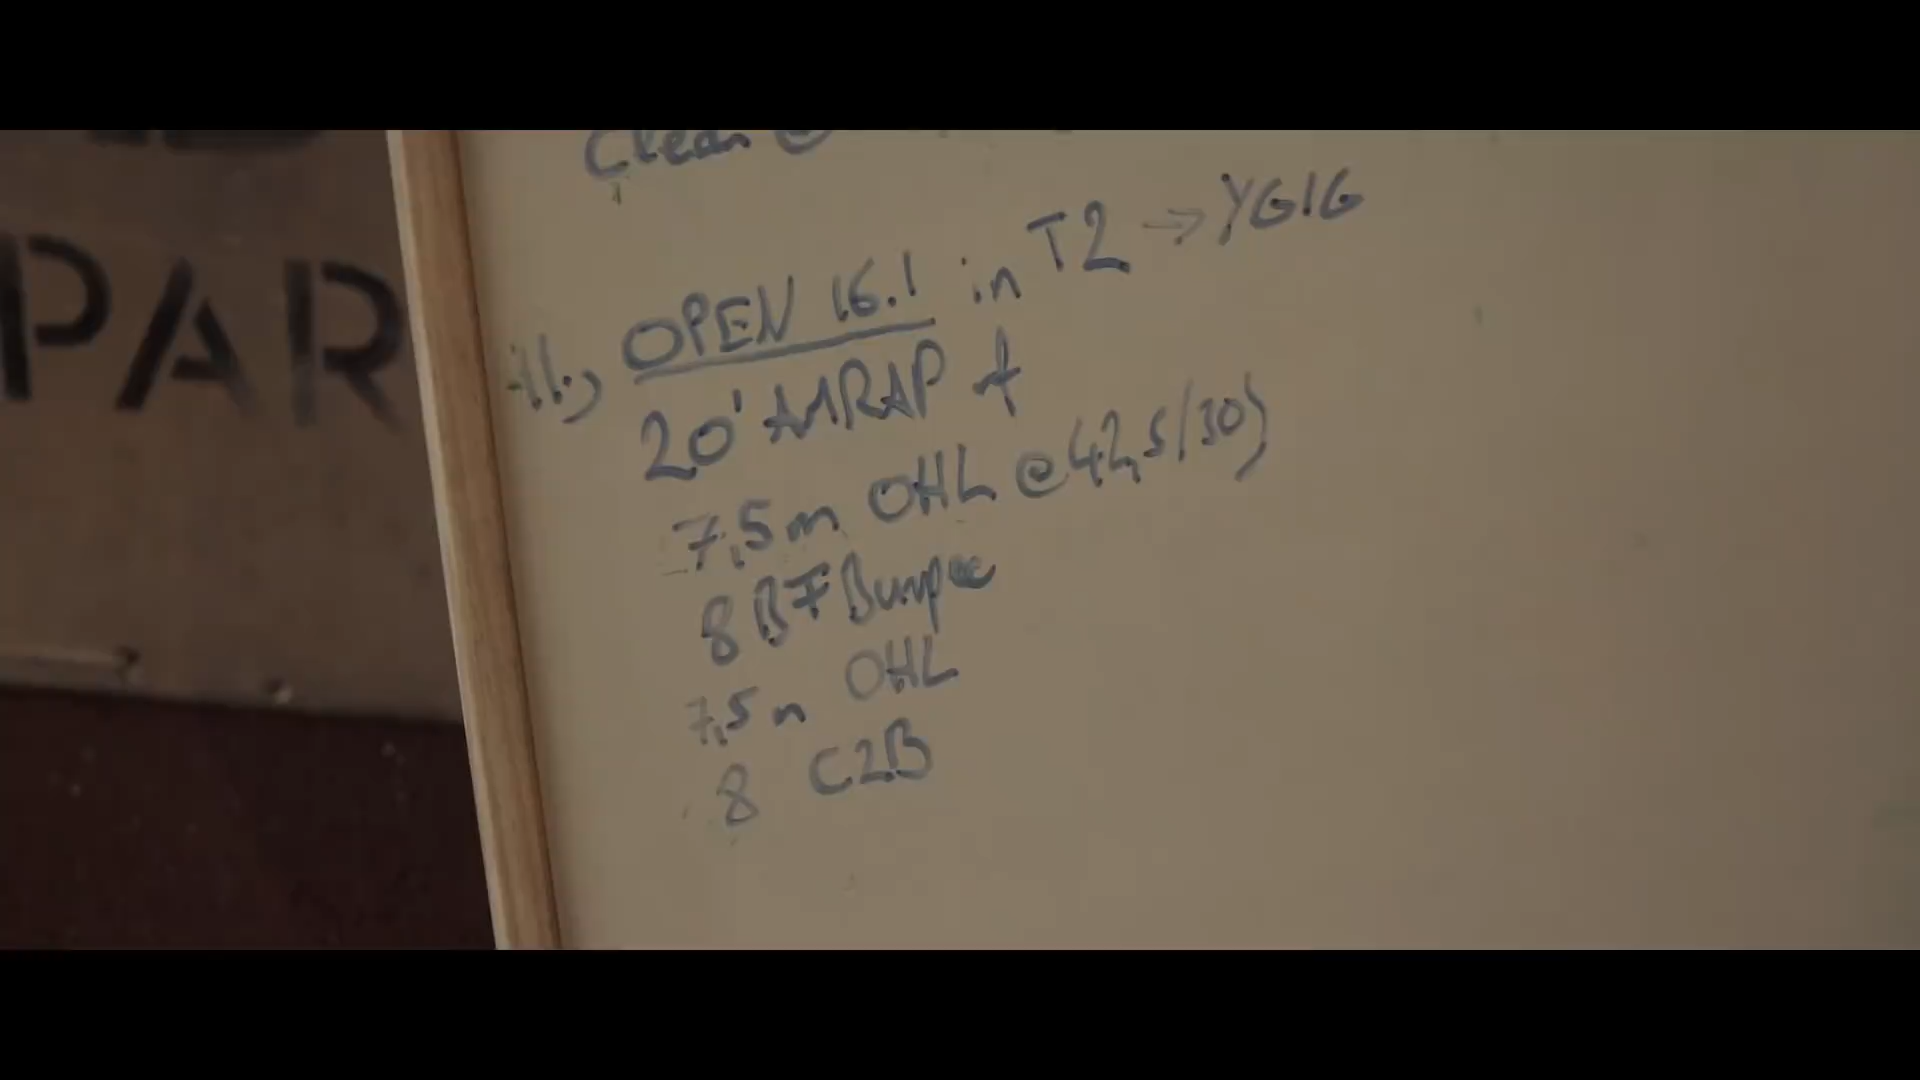 PAR
Clean @
II.) OPEN 16.1 in T2 → YGIG
20' AMRAP of
7,5m OHL @ 42,5/30)
8 BF Burpee
7,5m OHL
8 C2B